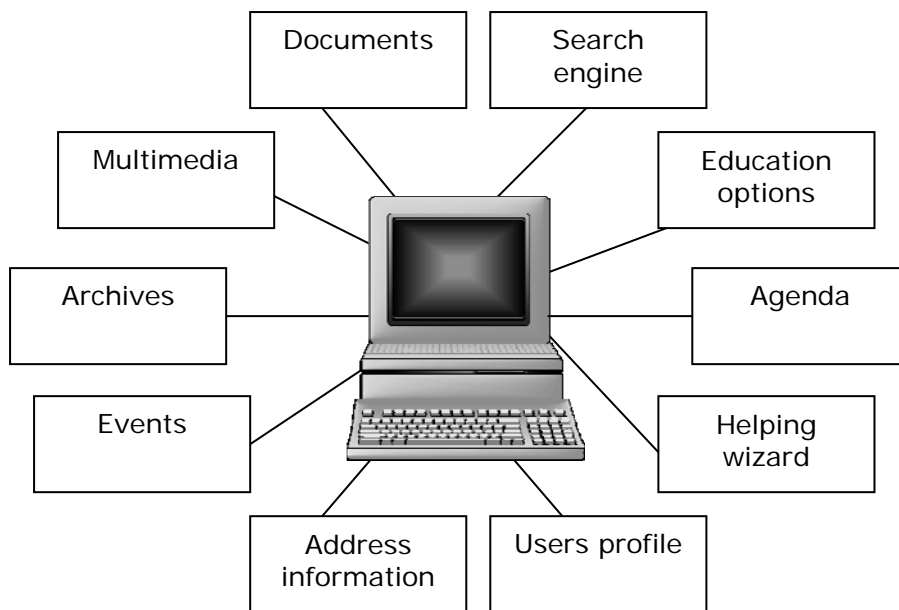 Documents
Search
engine
Multimedia
Education
options
Archives
Agenda
Events
Helping
wizard
Address
information
Users profile